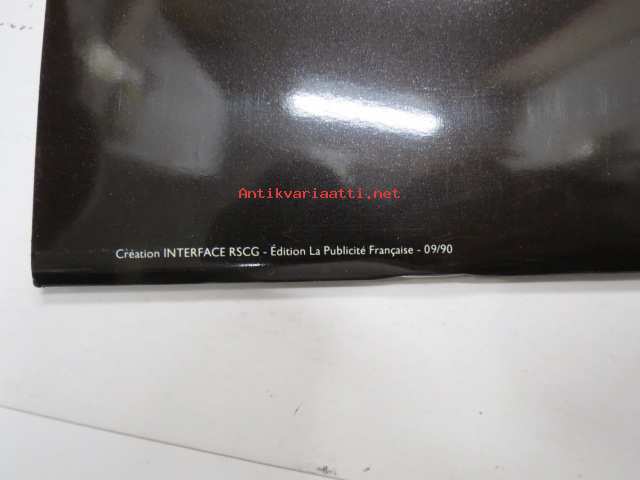 Antikvariaatti.net
Création INTERFACE RSCG - Édition La Publicité Française - 09/90